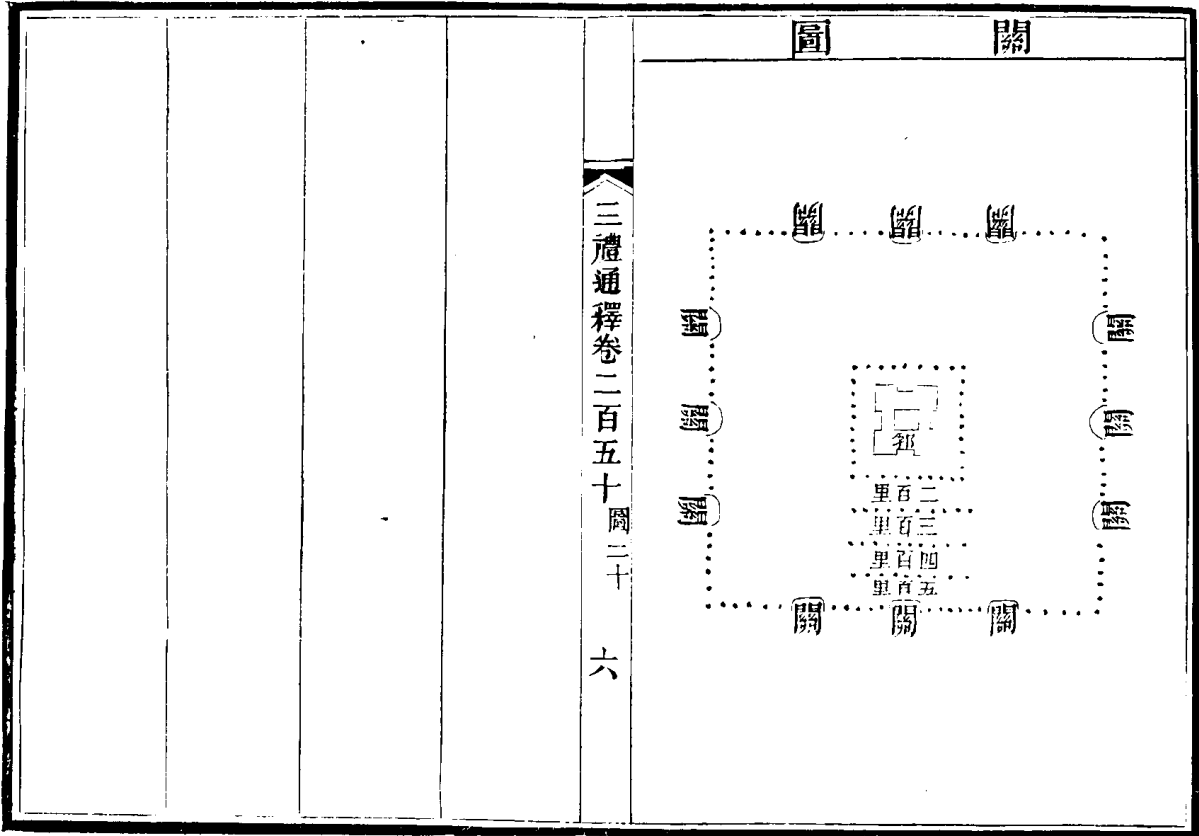 關圖
關 關 關
關 關
關 關
關 關
二百里
三百里
四百里
五百里
關 關 關
三禮通釋卷二百五十 圖二十 六